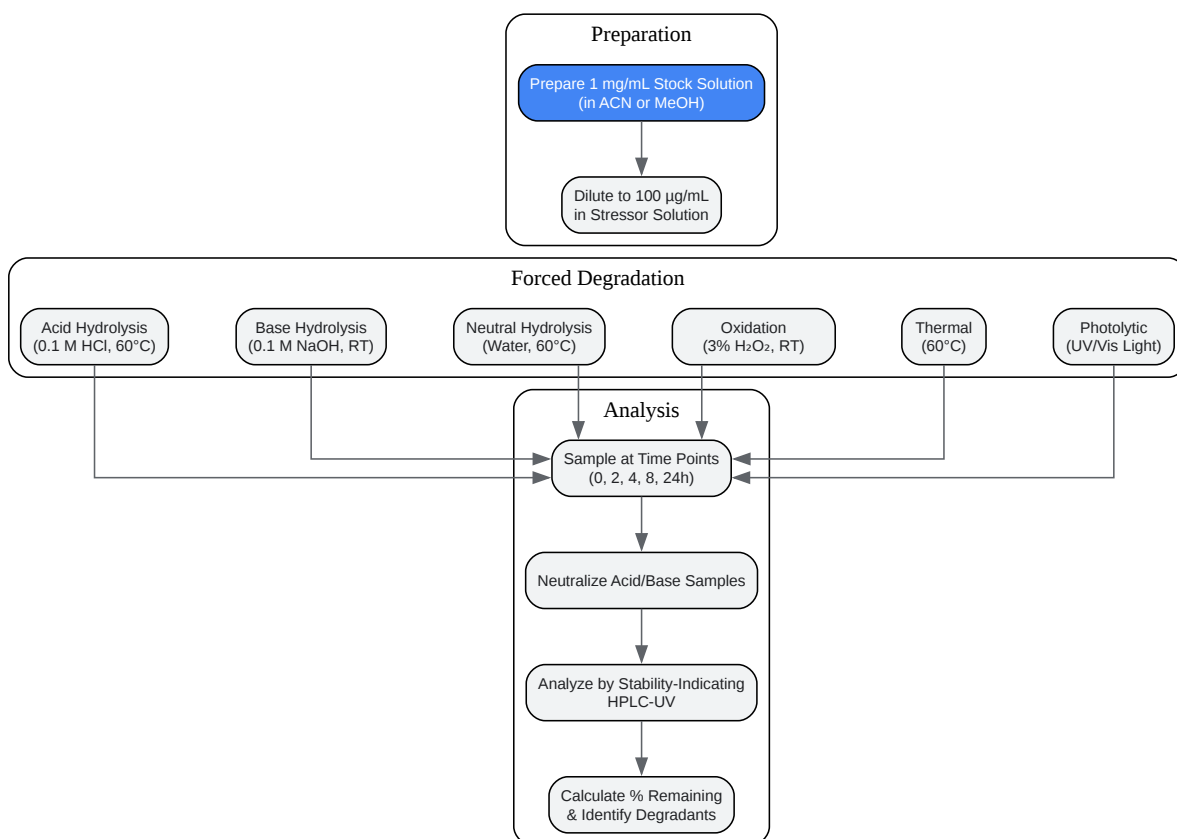 Preparation
Prepare 1 mg/mL Stock Solution
(in ACN or MeOH)
Dilute to 100 µg/mL
in Stressor Solution
Forced Degradation
Acid Hydrolysis
(0.1 M HCl, 60°C)
Base Hydrolysis
(0.1 M NaOH, RT)
Neutral Hydrolysis
(Water, 60°C)
Oxidation
(3% H₂O₂, RT)
Thermal
(60°C)
Photolytic
(UV/Vis Light)
Analysis
Sample at Time Points
(0, 2, 4, 8, 24h)
Neutralize Acid/Base Samples
Analyze by Stability-Indicating
HPLC-UV
Calculate % Remaining
& Identify Degradants